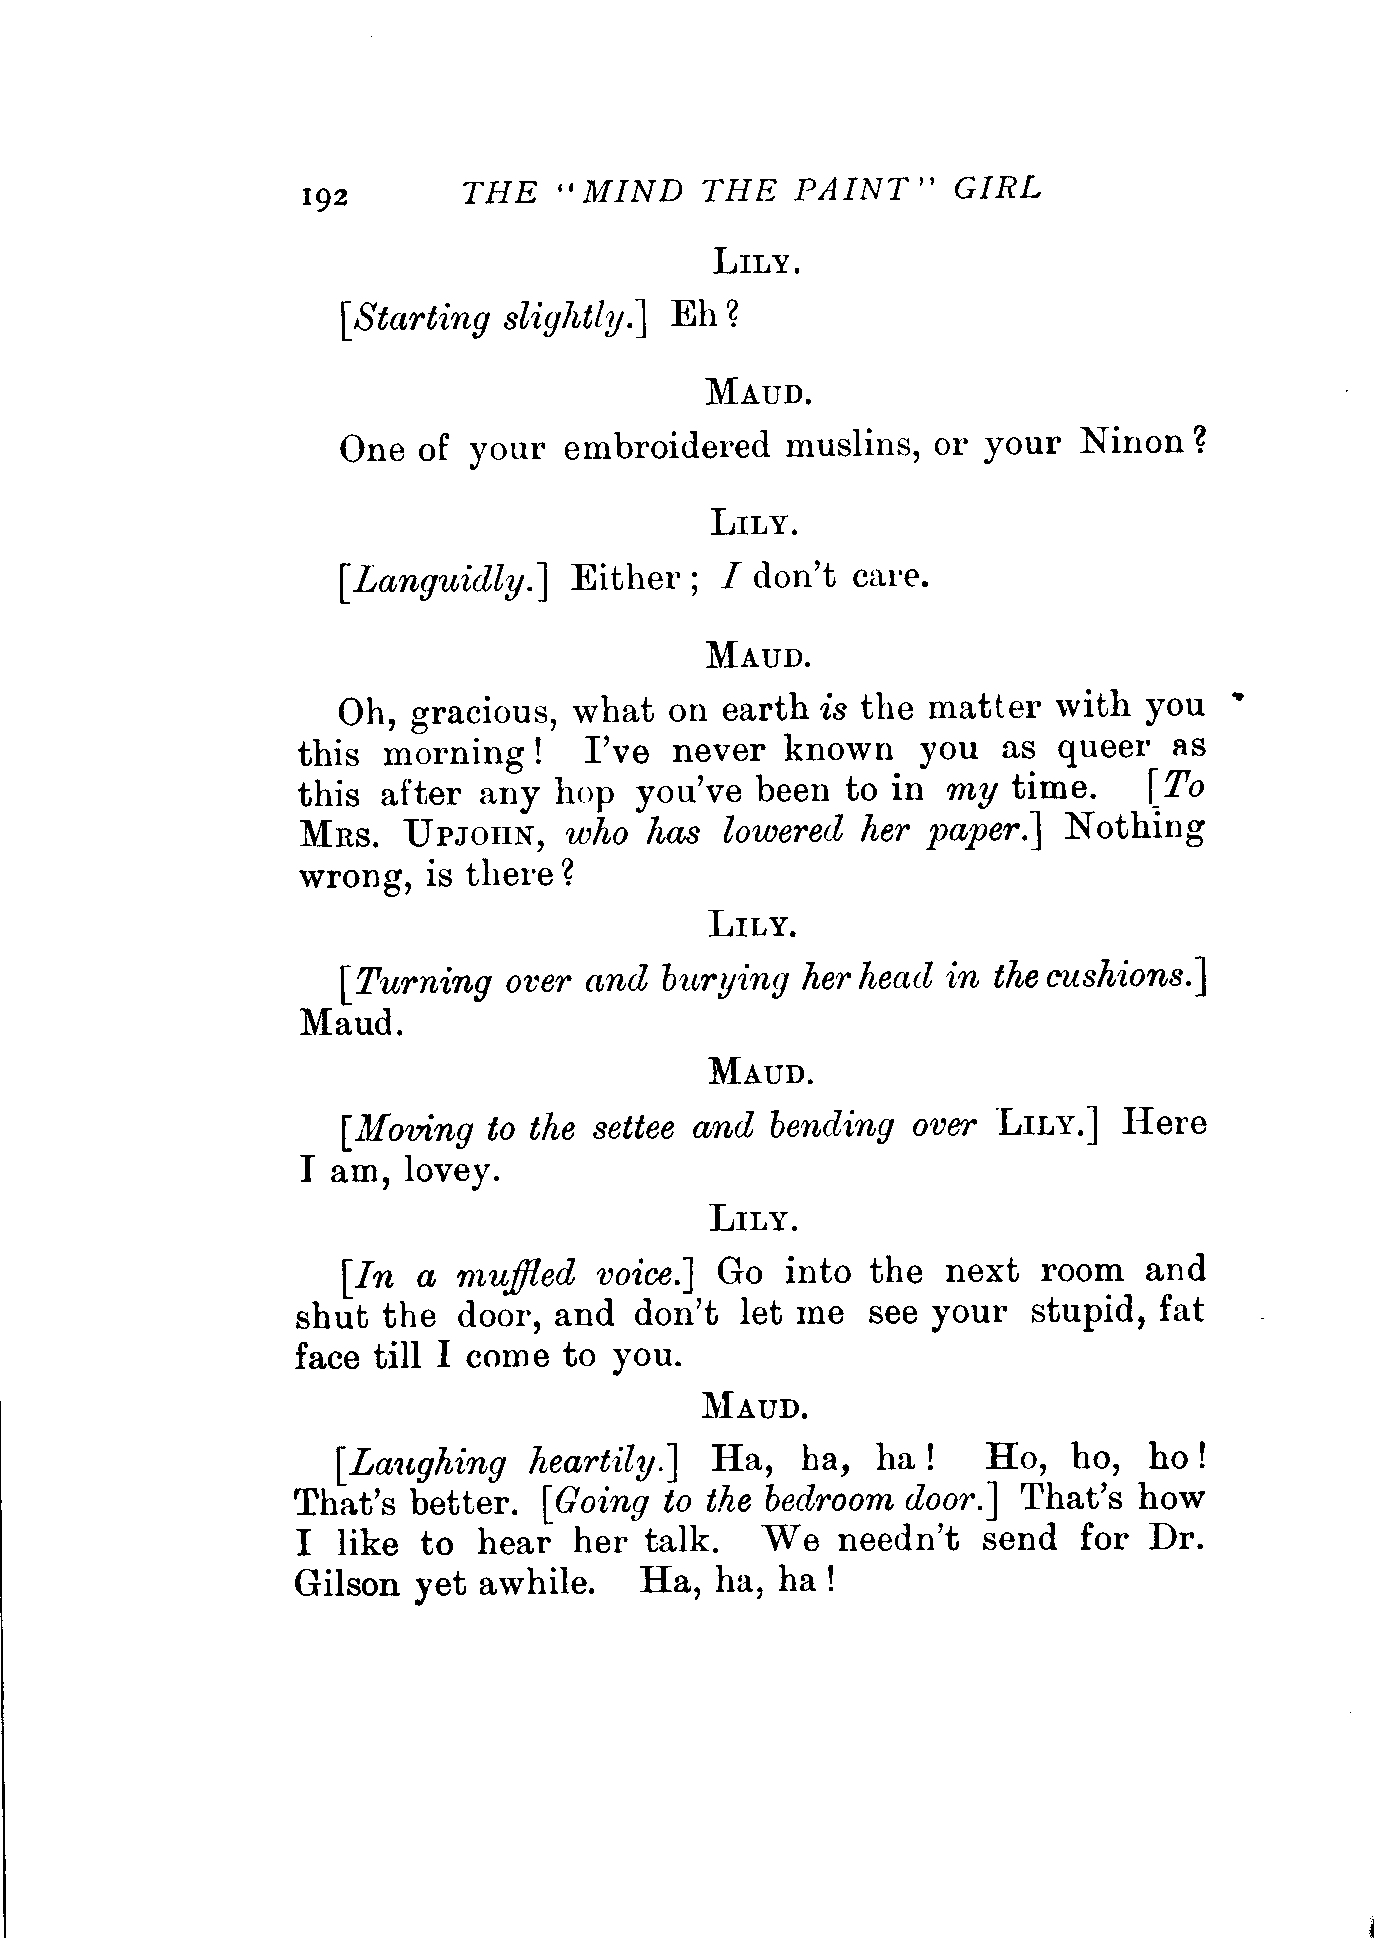 192 THE "MIND THE PAINT" GIRL
LILY.
[Starting slightly.] Eh?
MAUD.
One of your embroidered muslins, or your Ninon?
LILY.
[Languidly.] Either; I don't care.
MAUD.
Oh, gracious, what on earth is the matter with you
this morning! I've never known you as queer as
this after any hop you've been to in my time. [To
MRS. UPJOHN, who has lowered her paper.] Nothing
wrong, is there?
LILY.
[Turning over and burying her head in the cushions.]
Maud.
MAUD.
[Moving to the settee and bending over LILY.] Here
I am, lovey.
LILY.
[In a muffled voice.] Go into the next room and
shut the door, and don't let me see your stupid, fat
face till I come to you.
MAUD.
[Laughing heartily.] Ha, ha, ha! Ho, ho, ho!
That's better. [Going to the bedroom door.] That's how
I like to hear her talk. We needn't send for Dr.
Gilson yet awhile. Ha, ha, ha!